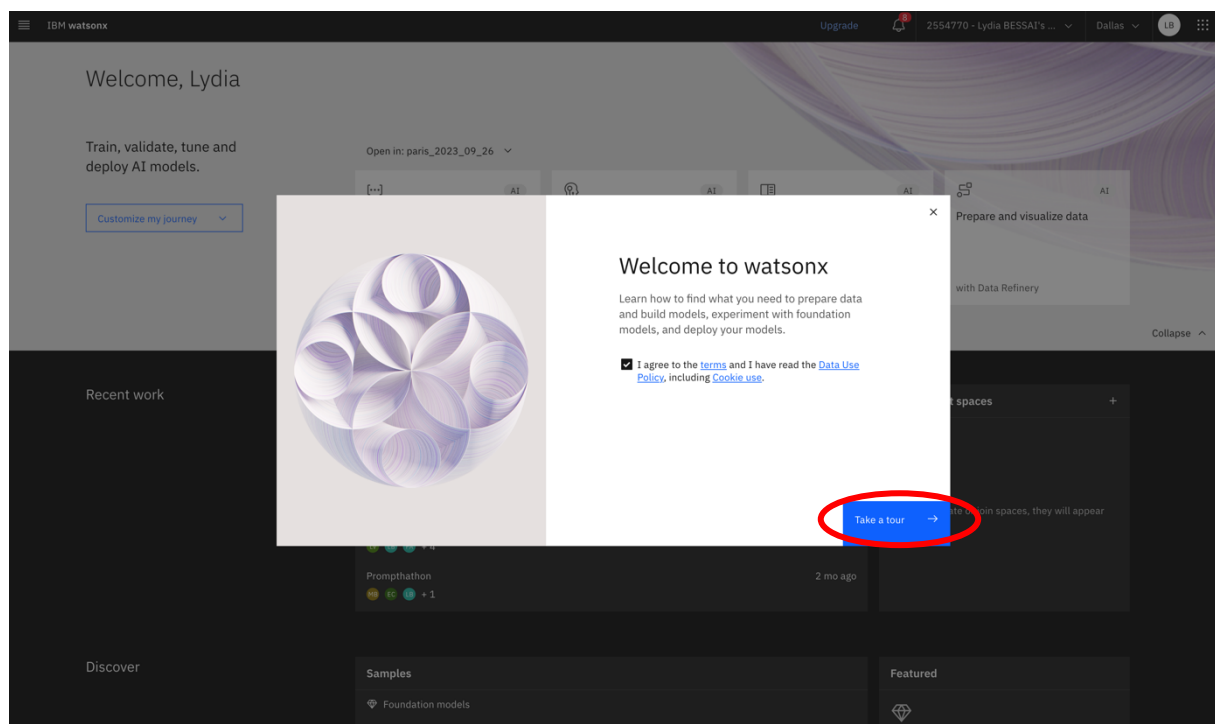 IBM watsonx
Upgrade
8
2554770 - Lydia BESSAI's ...
Dallas
LB
Welcome, Lydia
Train, validate, tune and
deploy AI models.
Customize my journey
Open in: paris_2023_09_26
[...] AI
AI
AI
AI
Prepare and visualize data
with Data Refinery
Collapse
Welcome to watsonx
Learn how to find what you need to prepare data
and build models, experiment with foundation
models, and deploy your models.
I agree to the terms and I have read the Data Use
Policy, including Cookie use.
Take a tour →
Recent work
t spaces +
ate or join spaces, they will appear
+ 4
Prompthathon 2 mo ago
MB EC LB + 1
Discover
Samples
Foundation models
Featured